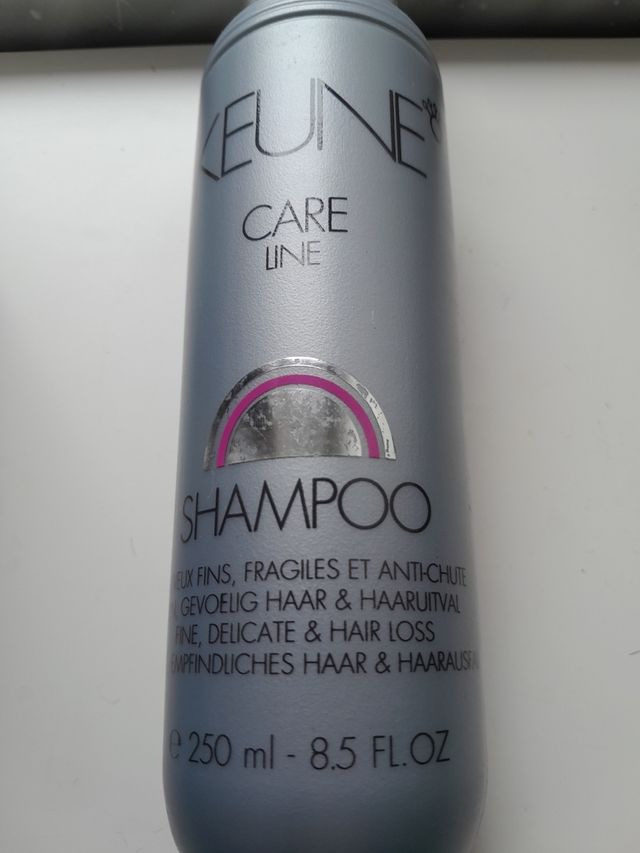 KEUNE
CARE
LINE
SHAMPOO
FINS, FRAGILES ET ANTI-CHUTE
GEVOELIG HAAR & HAARUITVAL
FINE, DELICATE & HAIR LOSS
EMPFINDLICHES HAAR &
e 250 ml - 8.5 FL.OZ